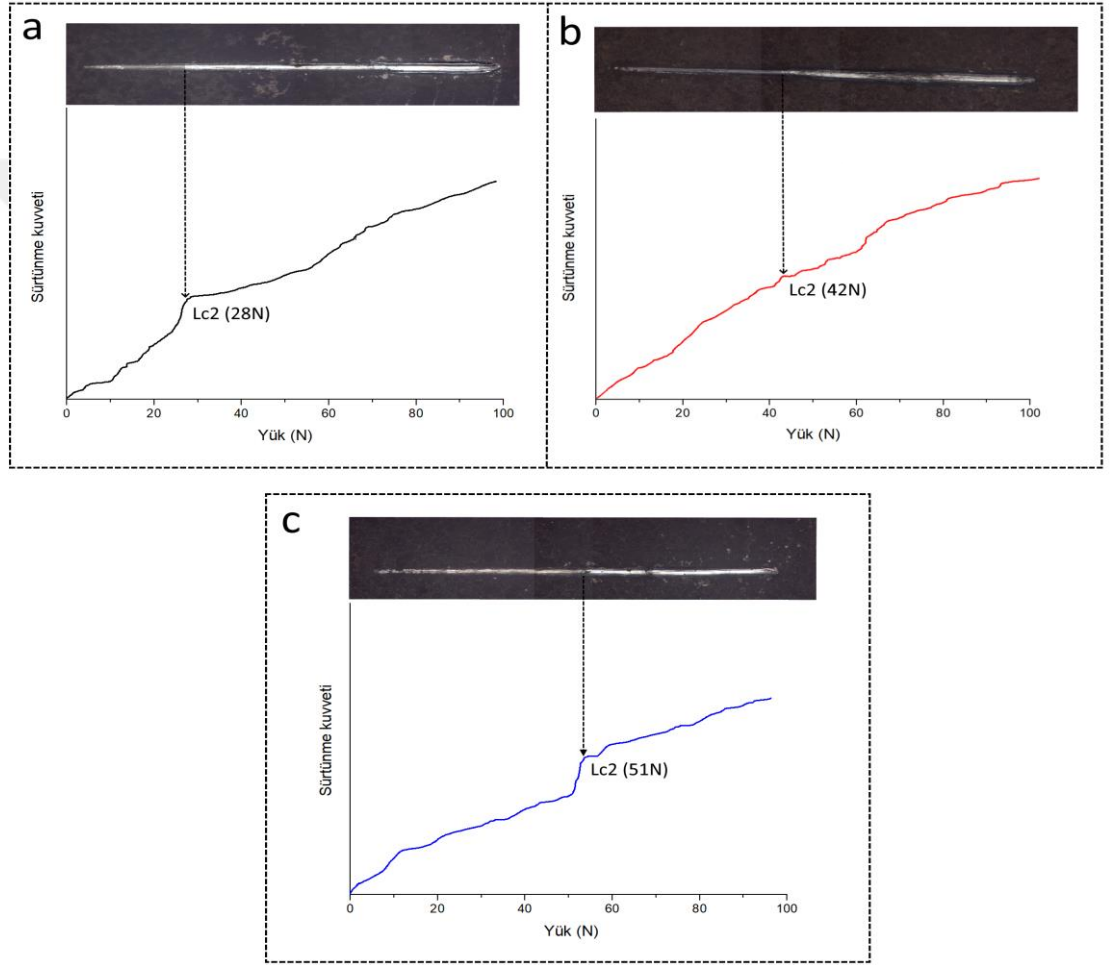 a
Sürtünme kuvveti
Lc2 (28N)
0 20 40 60 80 100
Yük (N)
b
Sürtünme kuvveti
Lc2 (42N)
0 20 40 60 80 100
Yük (N)
c
Sürtünme kuvveti
Lc2 (51N)
0 20 40 60 80 100
Yük (N)